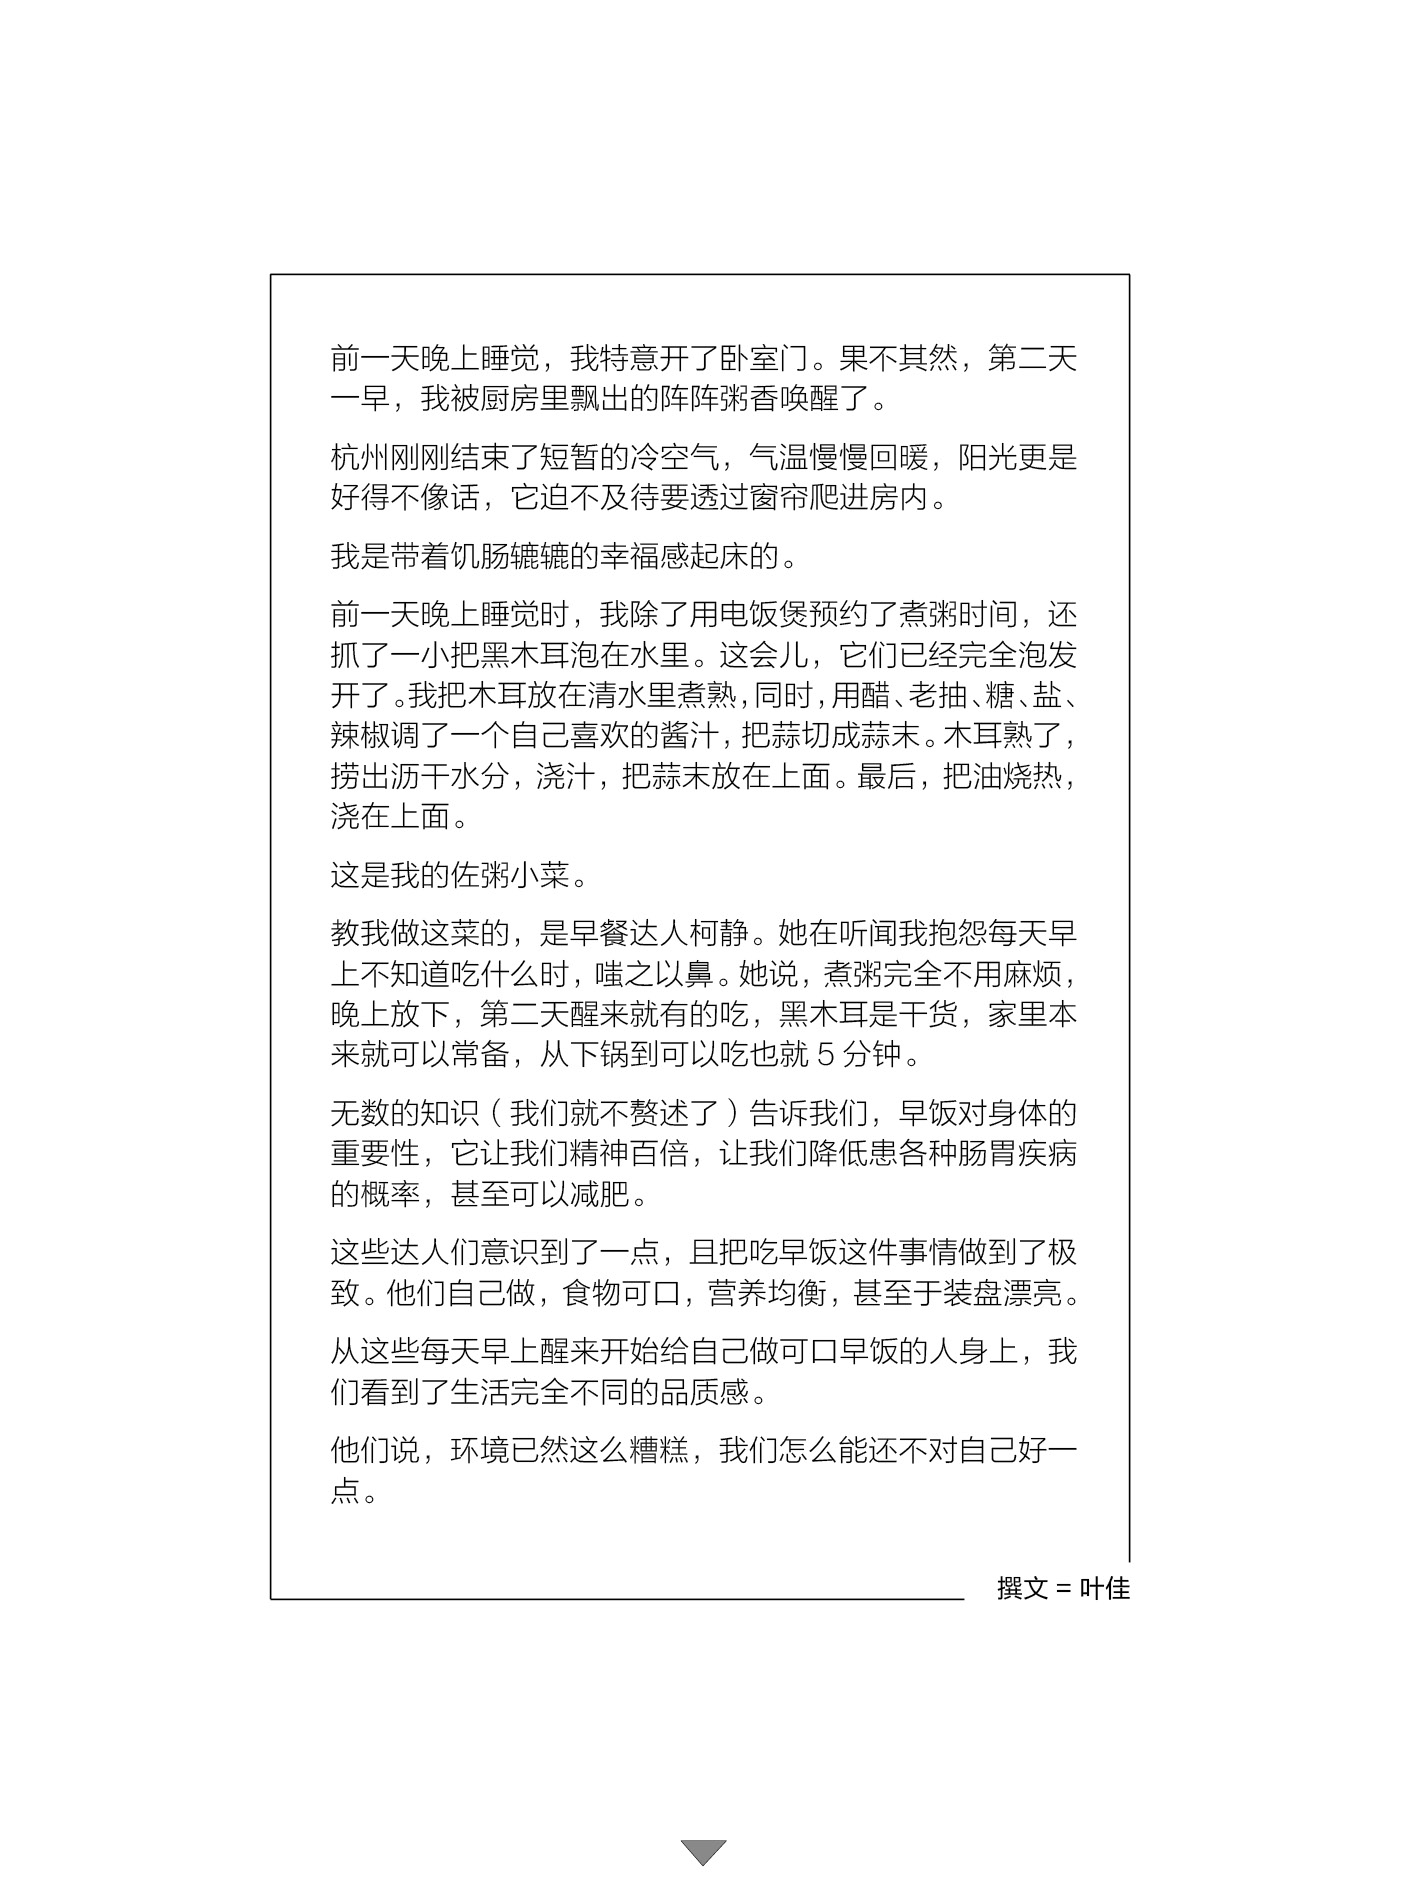 前一天晚上睡觉，我特意开了卧室门。果不其然，第二天
一早，我被厨房里飘出的阵阵粥香唤醒了。
杭州刚刚结束了短暂的冷空气，气温慢慢回暖，阳光更是
好得不像话，它迫不及待要透过窗帘爬进房内。
我是带着饥肠辘辘的幸福感起床的。
前一天晚上睡觉时，我除了用电饭煲预约了煮粥时间，还
抓了一小把黑木耳泡在水里。这会儿，它们已经完全泡发
开了。我把木耳放在清水里煮熟，同时，用醋、老抽、糖、盐、
辣椒调了一个自己喜欢的酱汁，把蒜切成蒜末。木耳熟了，
捞出沥干水分，浇汁，把蒜末放在上面。最后，把油烧热，
浇在上面。
这是我的佐粥小菜。
教我做这菜的，是早餐达人柯静。她在听闻我抱怨每天早
上不知道吃什么时，嗤之以鼻。她说，煮粥完全不用麻烦，
晚上放下，第二天醒来就有的吃，黑木耳是干货，家里本
来就可以常备，从下锅到可以吃也就 5 分钟。
无数的知识（我们就不赘述了）告诉我们，早饭对身体的
重要性，它让我们精神百倍，让我们降低患各种肠胃疾病
的概率，甚至可以减肥。
这些达人们意识到了一点，且把吃早饭这件事情做到了极
致。他们自己做，食物可口，营养均衡，甚至于装盘漂亮。
从这些每天早上醒来开始给自己做可口早饭的人身上，我
们看到了生活完全不同的品质感。
他们说，环境已然这么糟糕，我们怎么能还不对自己好一
点。
撰文 = 叶佳